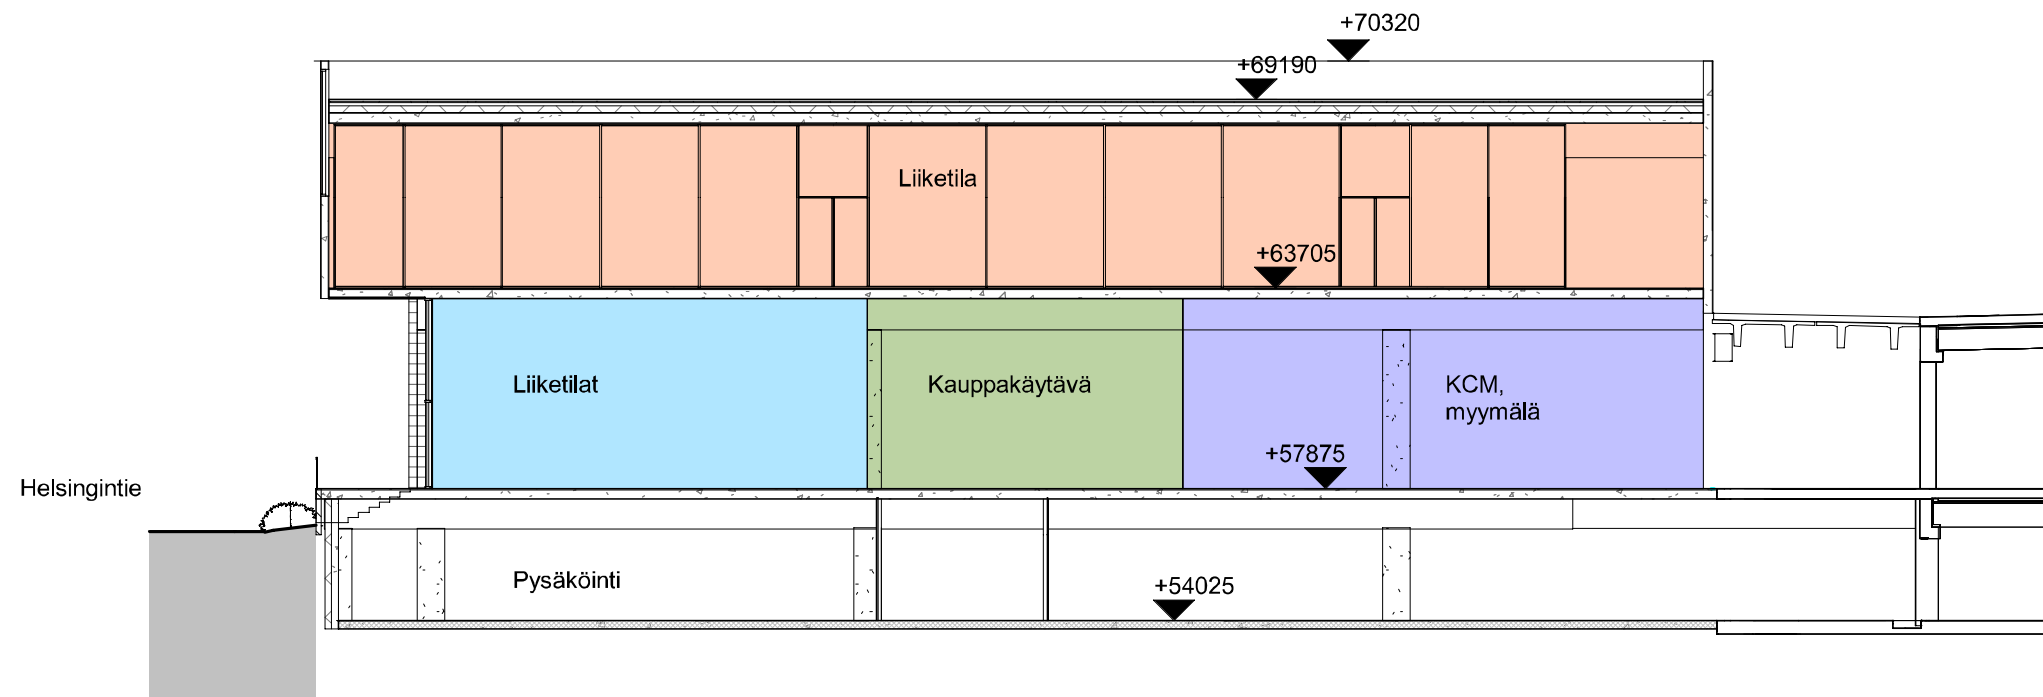 +70320
+69190
Liiketila
+63705
Liiketilat
Kauppakäytävä
KCM,
myymälä
+57875
Helsingintie
Pysäköinti
+54025